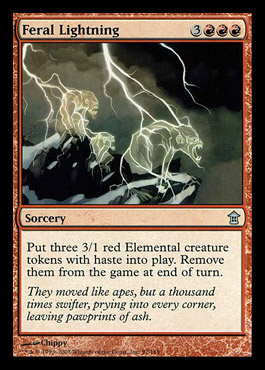 Feral Lightning 3
Sorcery
Put three 3/1 red Elemental creature
tokens with haste into play. Remove
them from the game at end of turn.
They moved like apes, but a thousand
times swifter, prying into every corner,
leaving pawprints of ash.
Chippy